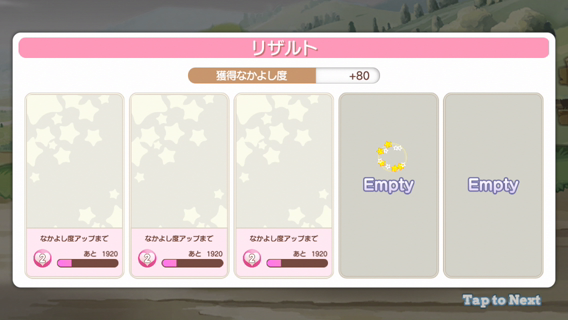 リザルト
獲得なかよし度 +80
なかよし度アップまで
あと 1920
2
なかよし度アップまで
あと 1920
2
なかよし度アップまで
あと 1920
2
Empty
Empty
Tap to Next